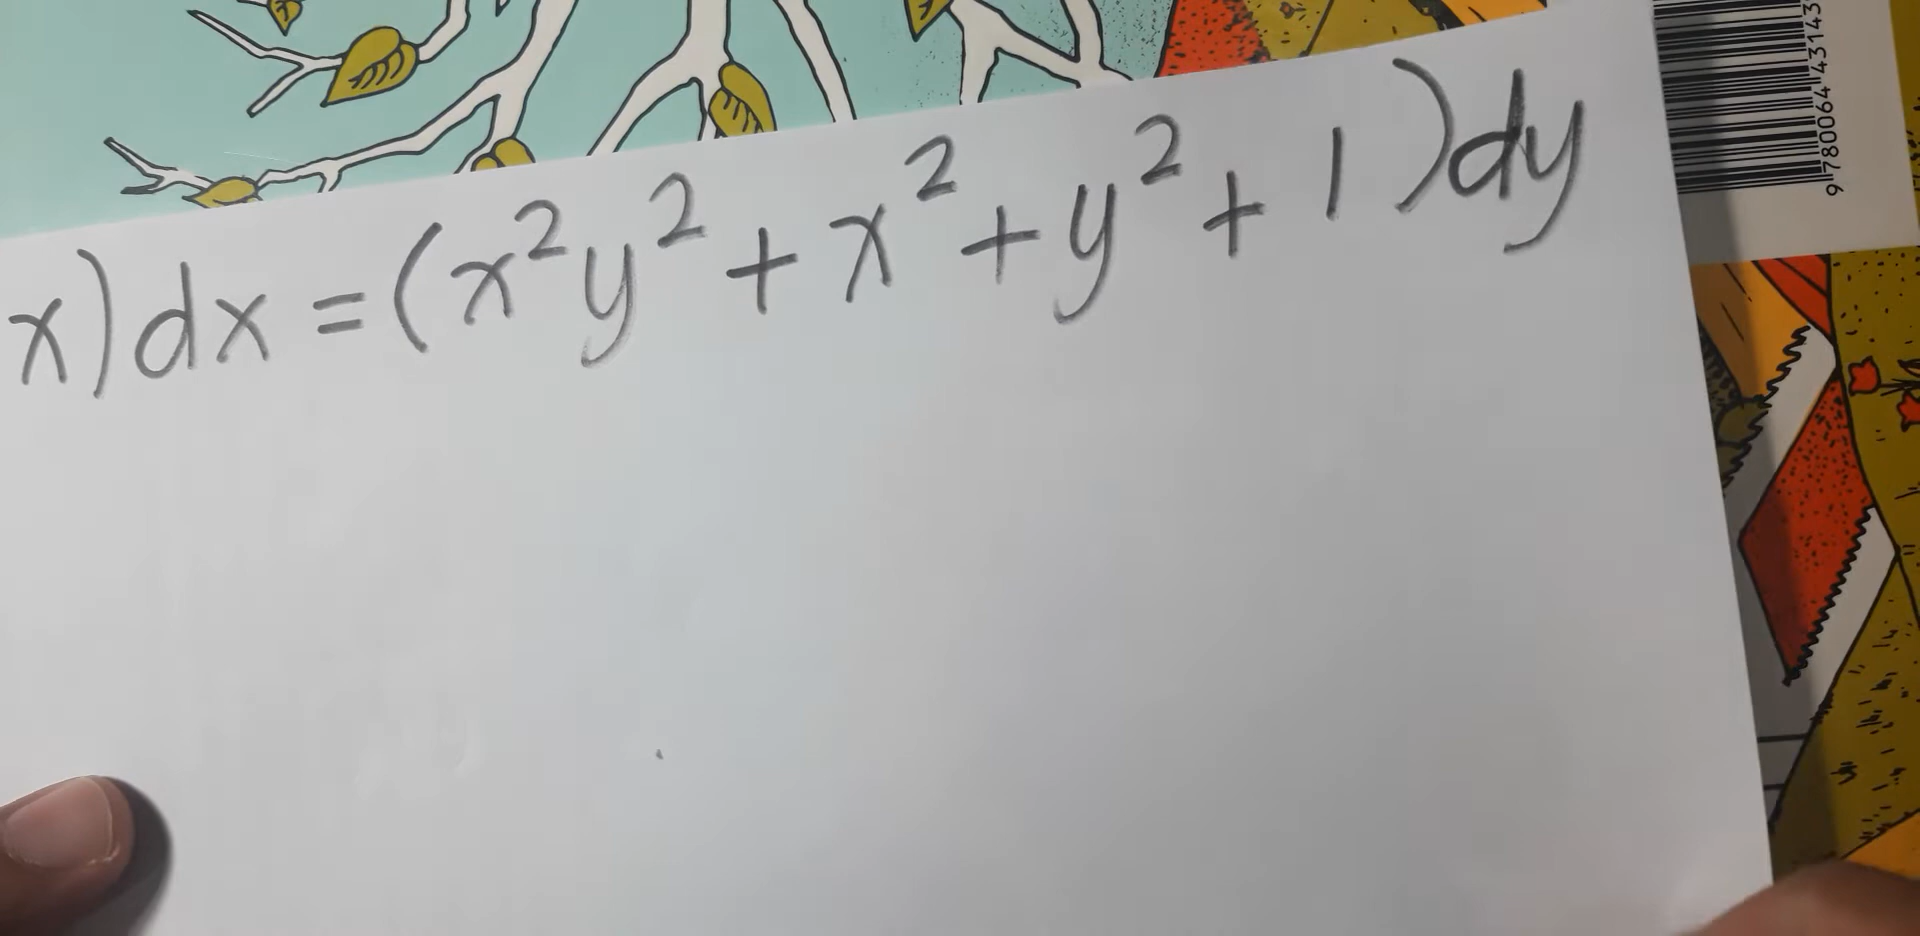 x)dx = (x²y² + x² + y² + 1)dy
9 780064 43143